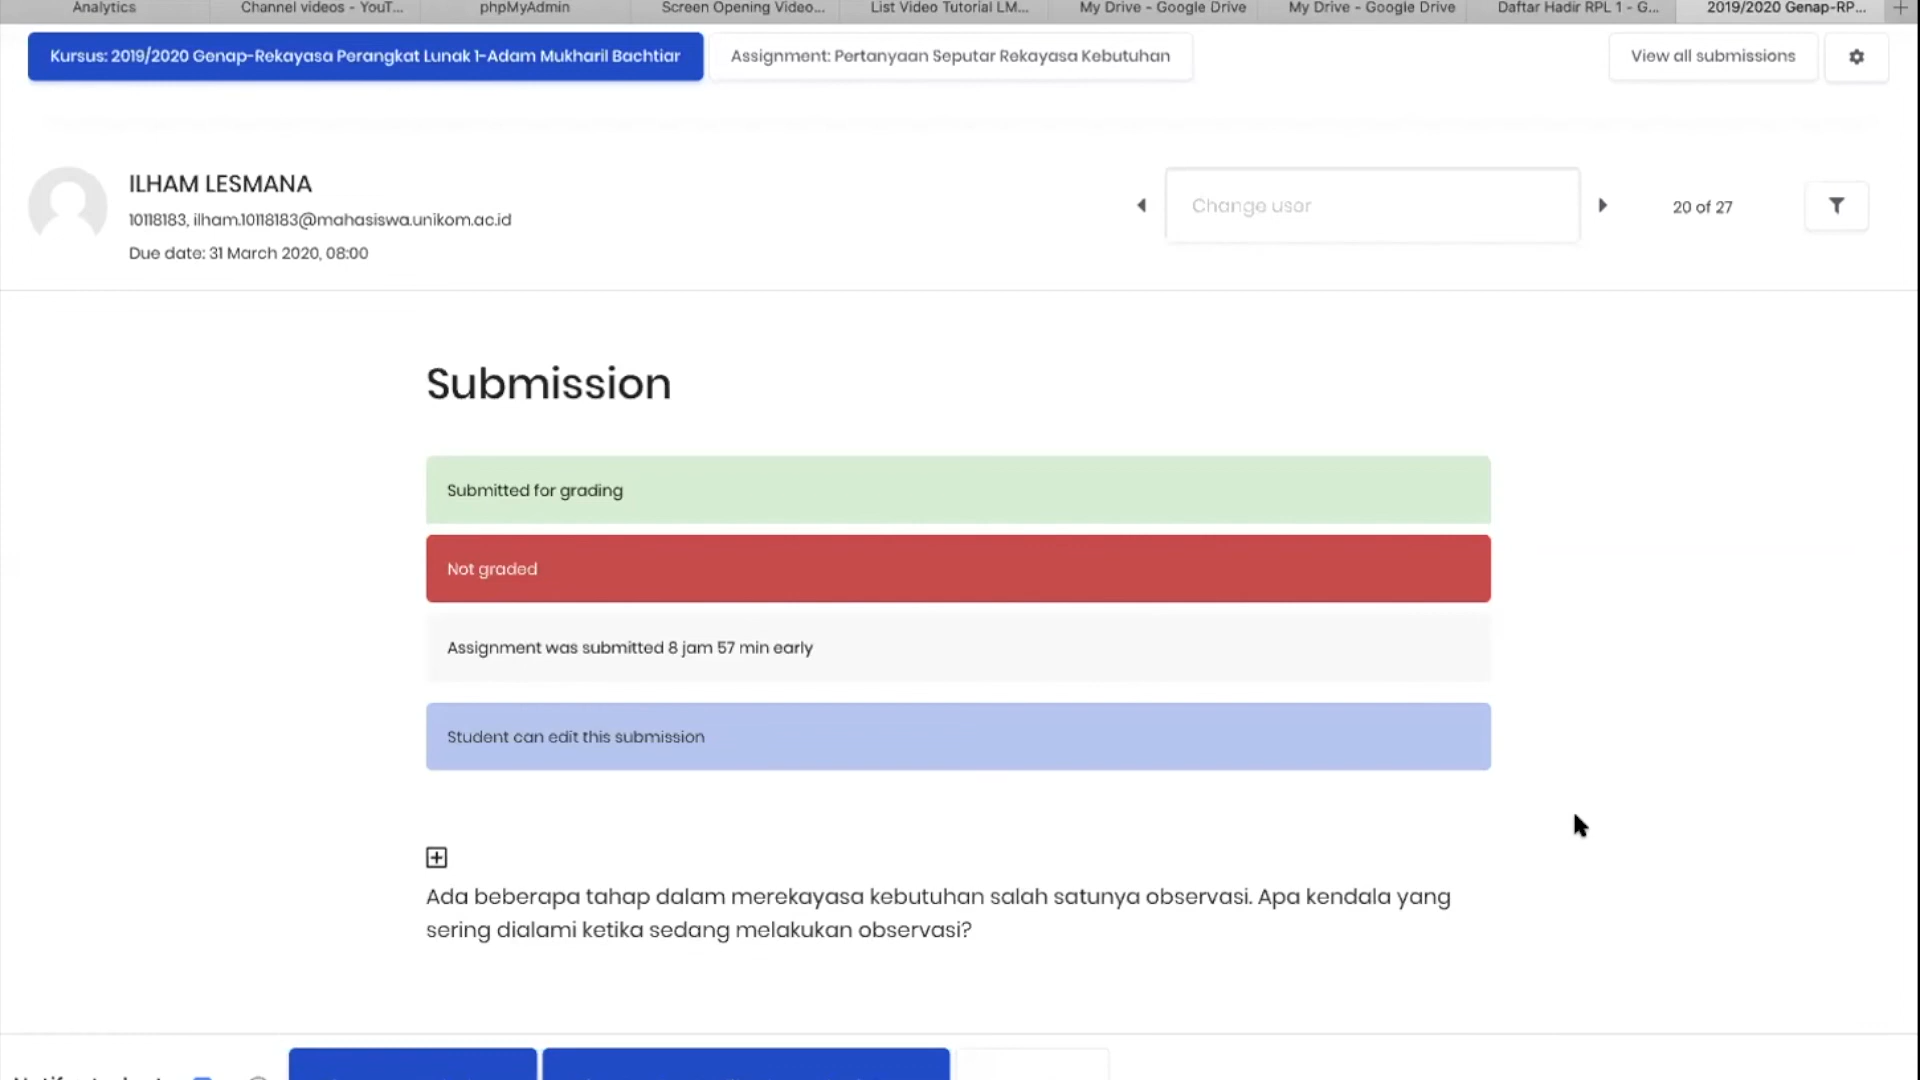 Analytics
Channel videos - YouT...
phpMyAdmin
Screen Opening Video...
List Video Tutorial LM...
My Drive - Google Drive
My Drive - Google Drive
Daftar Hadir RPL 1 - G...
2019/2020 Genap-RP...
Kursus: 2019/2020 Genap-Rekayasa Perangkat Lunak 1-Adam Mukharil Bachtiar
Assignment: Pertanyaan Seputar Rekayasa Kebutuhan
View all submissions
ILHAM LESMANA
10118183, ilham.10118183@mahasiswa.unikom.ac.id
Due date: 31 March 2020, 08:00
Change user
20 of 27
Submission
Submitted for grading
Not graded
Assignment was submitted 8 jam 57 min early
Student can edit this submission
Ada beberapa tahap dalam merekayasa kebutuhan salah satunya observasi. Apa kendala yang
sering dialami ketika sedang melakukan observasi?